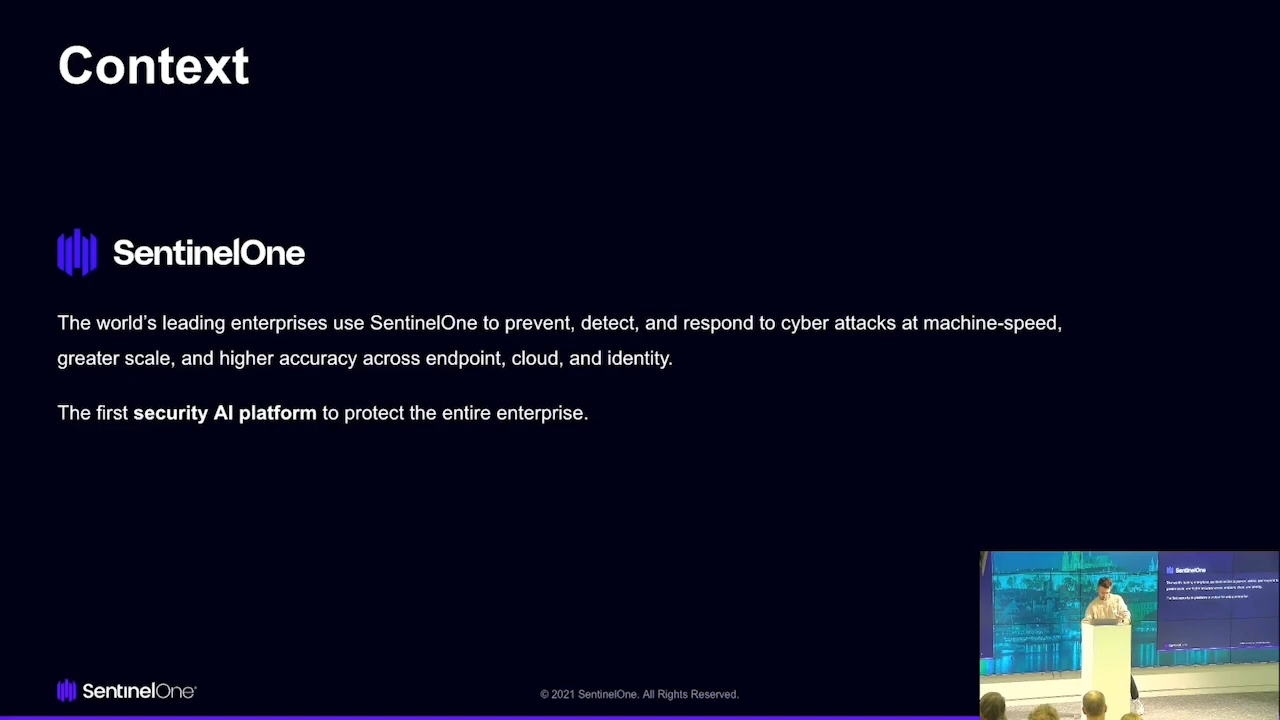 Context
SentinelOne
The world’s leading enterprises use SentinelOne to prevent, detect, and respond to cyber attacks at machine-speed,
greater scale, and higher accuracy across endpoint, cloud, and identity.
The first security AI platform to protect the entire enterprise.
SentinelOne
© 2021 SentinelOne. All Rights Reserved.
SentinelOne